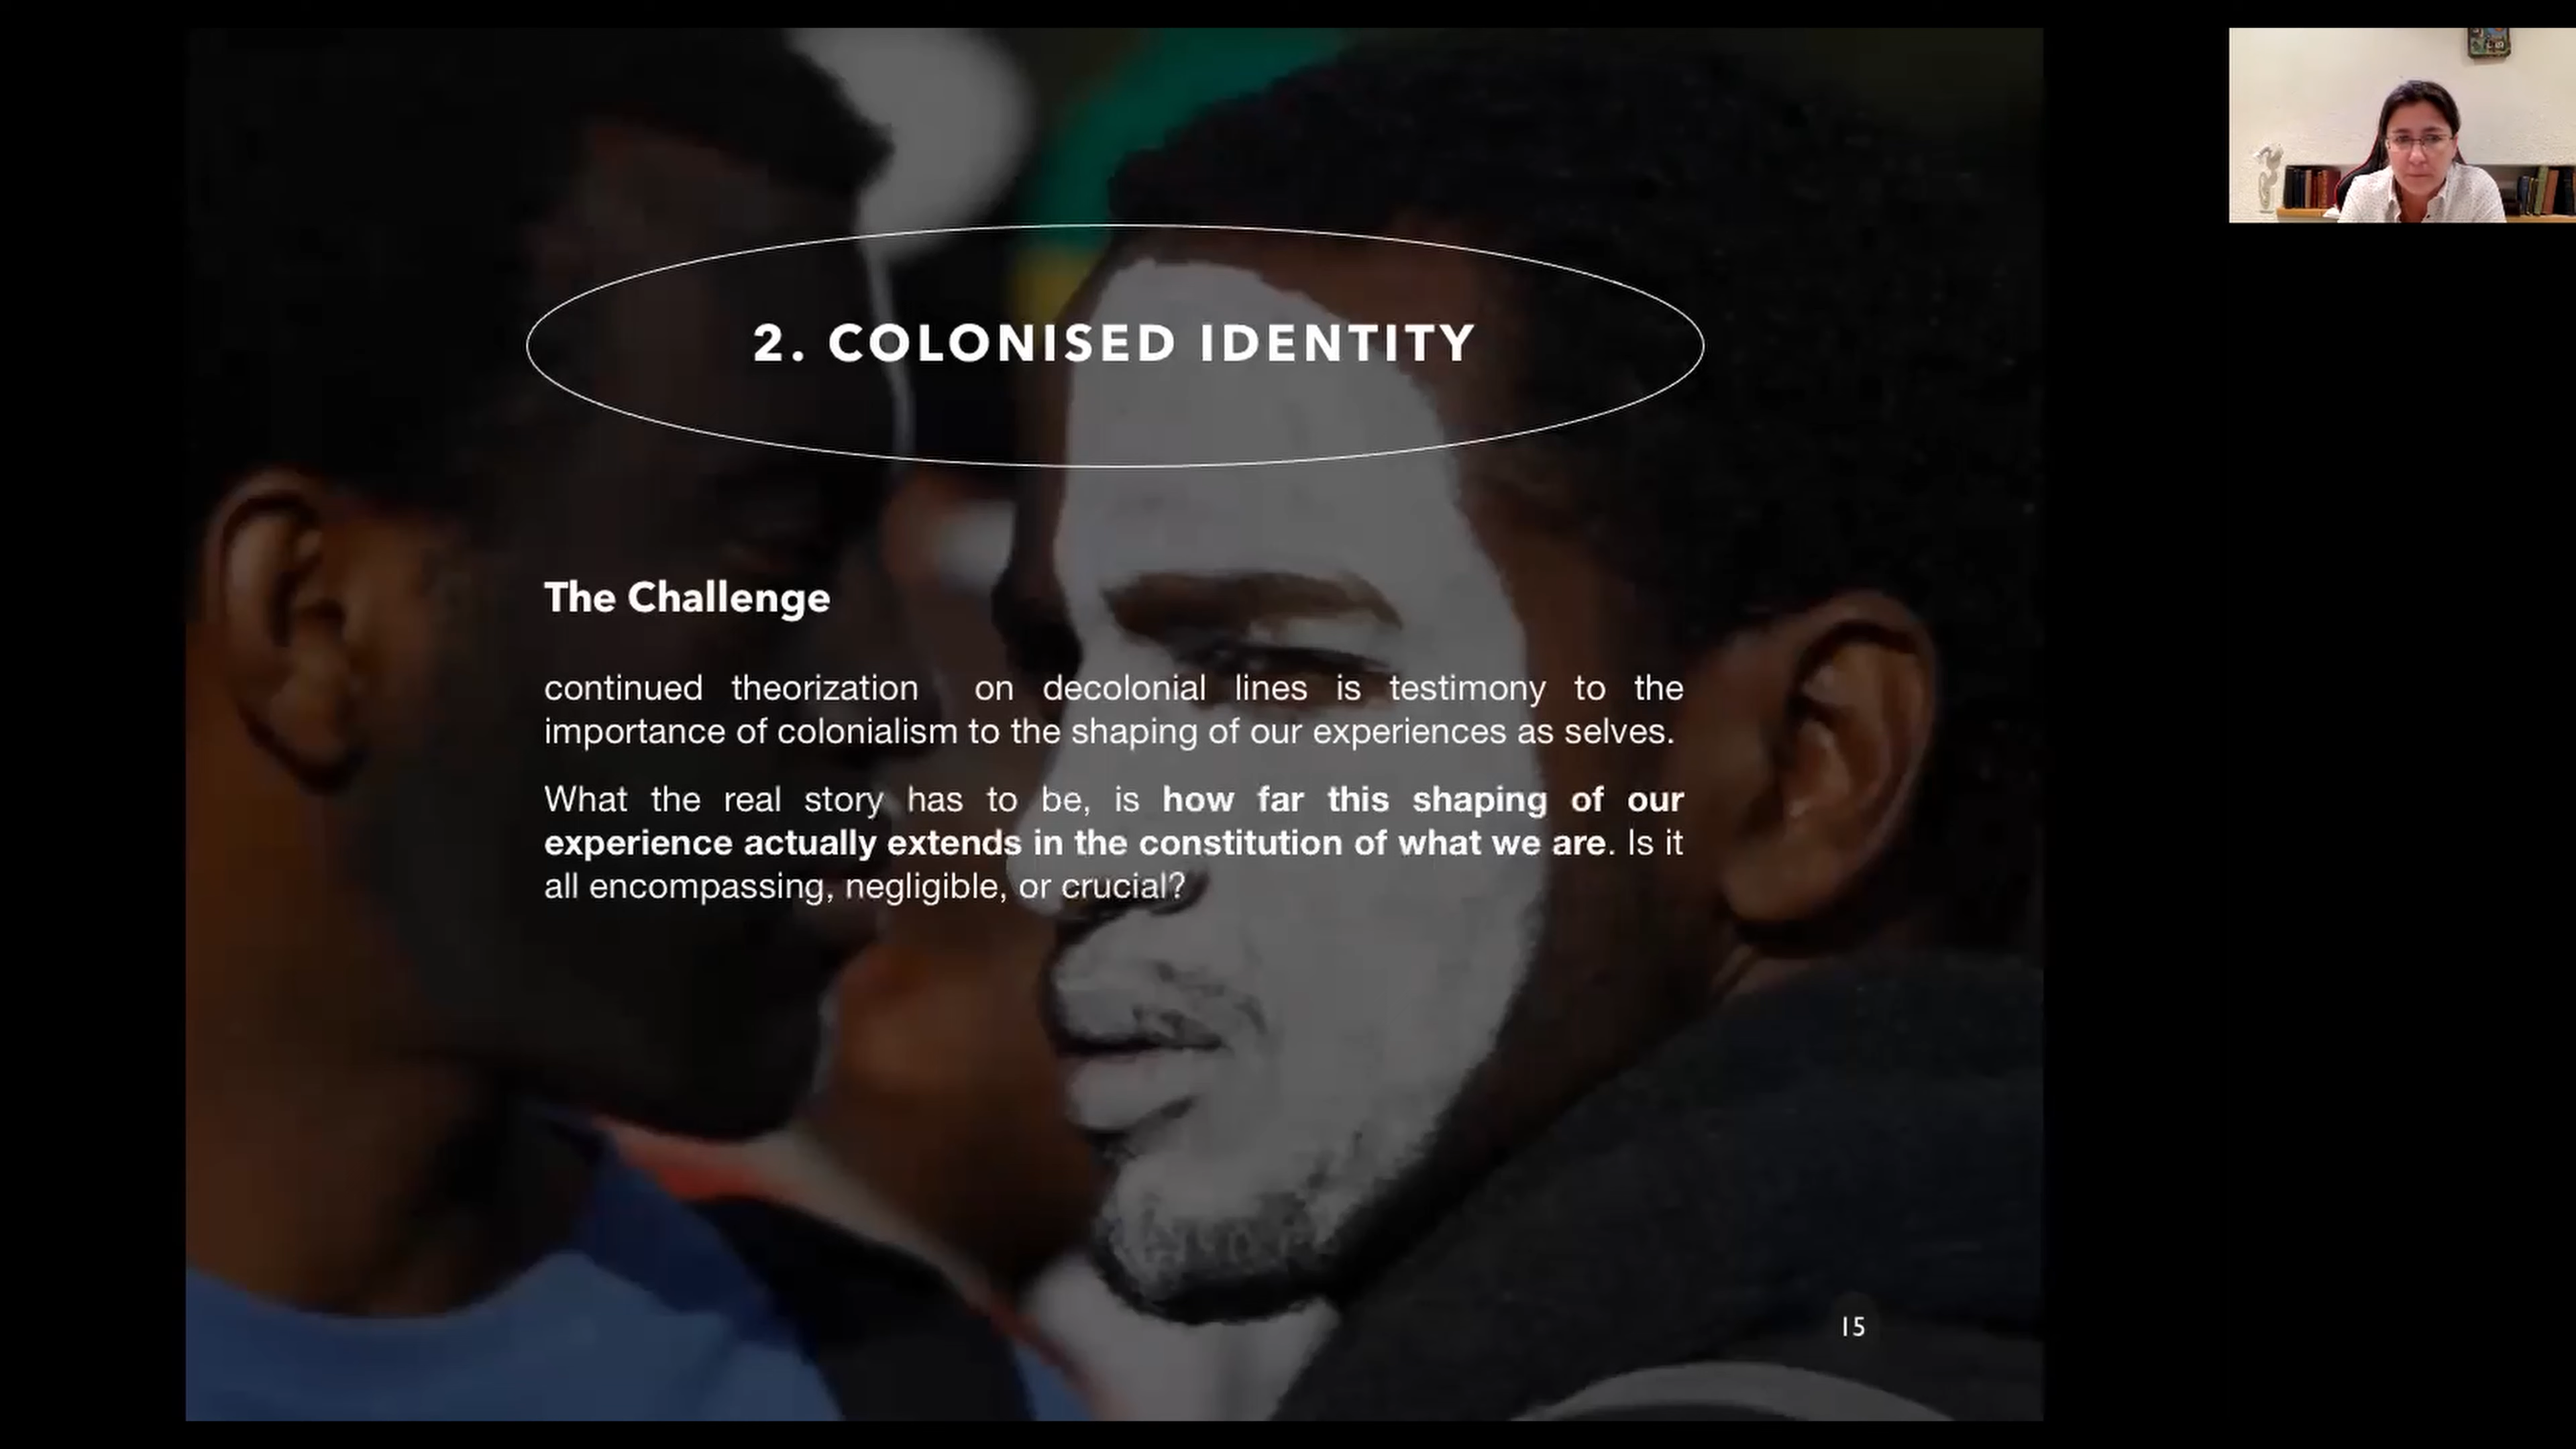 2. COLONISED IDENTITY
The Challenge
continued theorization on decolonial lines is testimony to the
importance of colonialism to the shaping of our experiences as selves.
What the real story has to be, is how far this shaping of our
experience actually extends in the constitution of what we are. Is it
all encompassing, negligible, or crucial?
15